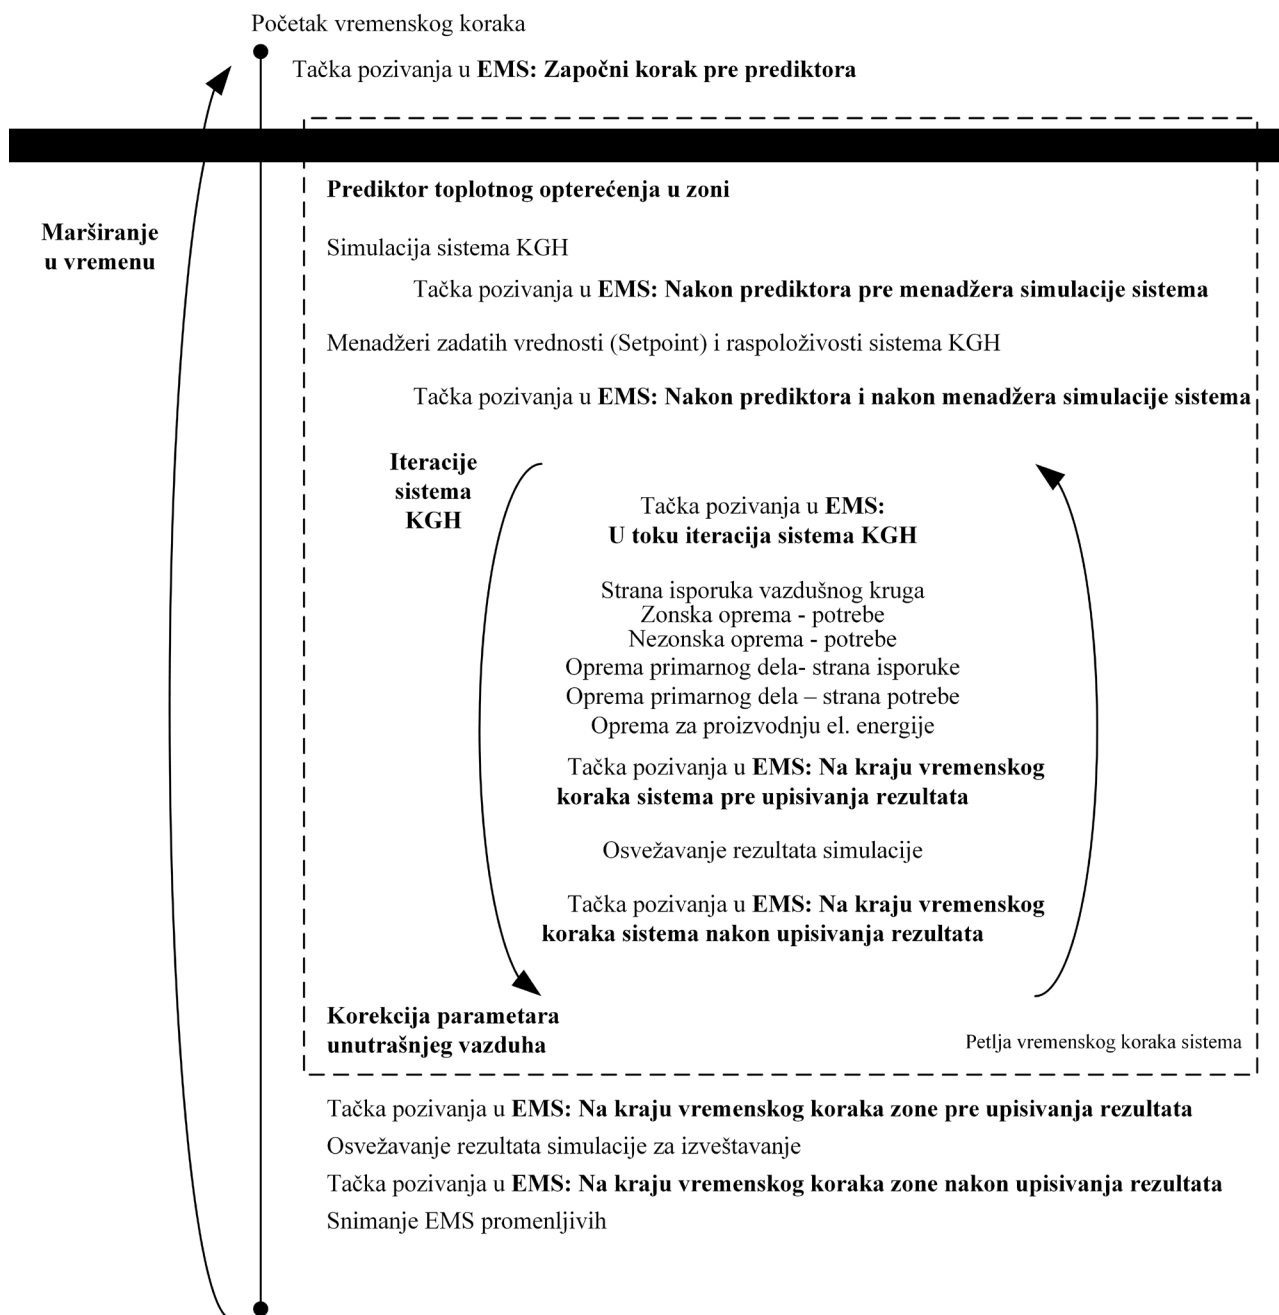 Početak vremenskog koraka
Tačka pozivanja u EMS: Započni korak pre prediktora
Prediktor toplotnog opterećenja u zoni
Marširanje
u vremenu
Simulacija sistema KGH
Tačka pozivanja u EMS: Nakon prediktora pre menadžera simulacije sistema
Menadžeri zadatih vrednosti (Setpoint) i raspoloživosti sistema KGH
Tačka pozivanja u EMS: Nakon prediktora i nakon menadžera simulacije sistema
Iteracije
sistema
KGH
Tačka pozivanja u EMS:
U toku iteracija sistema KGH
Strana isporuka vazdušnog kruga
Zonska oprema - potrebe
Nezonska oprema - potrebe
Oprema primarnog dela- strana isporuke
Oprema primarnog dela – strana potrebe
Oprema za proizvodnju el. energije
Tačka pozivanja u EMS: Na kraju vremenskog
koraka sistema pre upisivanja rezultata
Osvežavanje rezultata simulacije
Tačka pozivanja u EMS: Na kraju vremenskog
koraka sistema nakon upisivanja rezultata
Korekcija parametara
unutrašnjeg vazduha
Petlja vremenskog koraka sistema
Tačka pozivanja u EMS: Na kraju vremenskog koraka zone pre upisivanja rezultata
Osvežavanje rezultata simulacije za izveštavanje
Tačka pozivanja u EMS: Na kraju vremenskog koraka zone nakon upisivanja rezultata
Snimanje EMS promenljivih